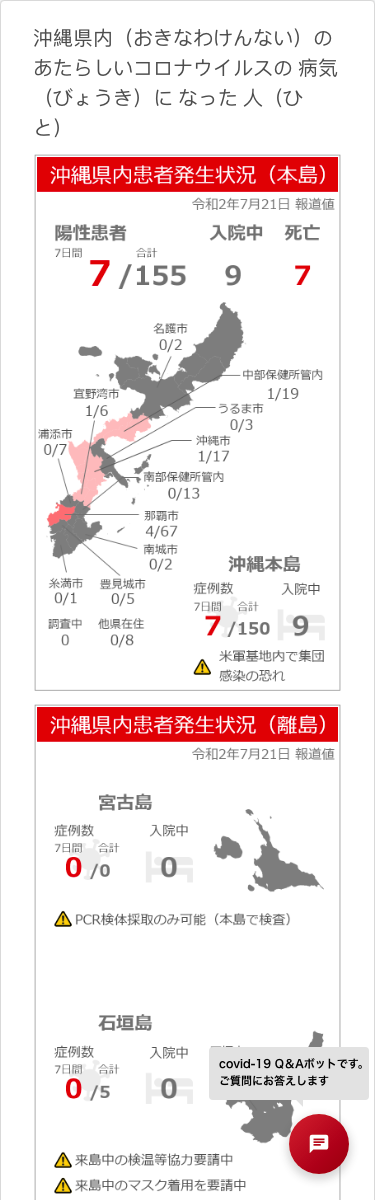 沖縄県内（おきなわけんない）の
あたらしいコロナウイルスの 病気
（びょうき）に なった 人（ひ
と）
沖縄県内患者発生状況（本島）
令和2年7月21日 報道値
陽性患者 入院中 死亡
7日間 合計
7 /155 9 7
名護市
0/2
中部保健所管内
1/19
宜野湾市
1/6
うるま市
0/3
浦添市
0/7
沖縄市
1/17
南部保健所管内
0/13
那覇市
4/67
南城市
0/2
糸満市
0/1
豊見城市
0/5
調査中
0
他県在住
0/8
沖縄本島
症例数 入院中
7日間 合計
7 /150 9
米軍基地内で集団
感染の恐れ
沖縄県内患者発生状況（離島）
令和2年7月21日 報道値
宮古島
症例数 入院中
7日間 合計
0 /0 0
PCR検体採取のみ可能（本島で検査）
石垣島
症例数 入院中
7日間 合計
0 /5 0
covid-19 Q&Aボットです。
ご質問にお答えします
来島中の検温等協力要請中
来島中のマスク着用を要請中